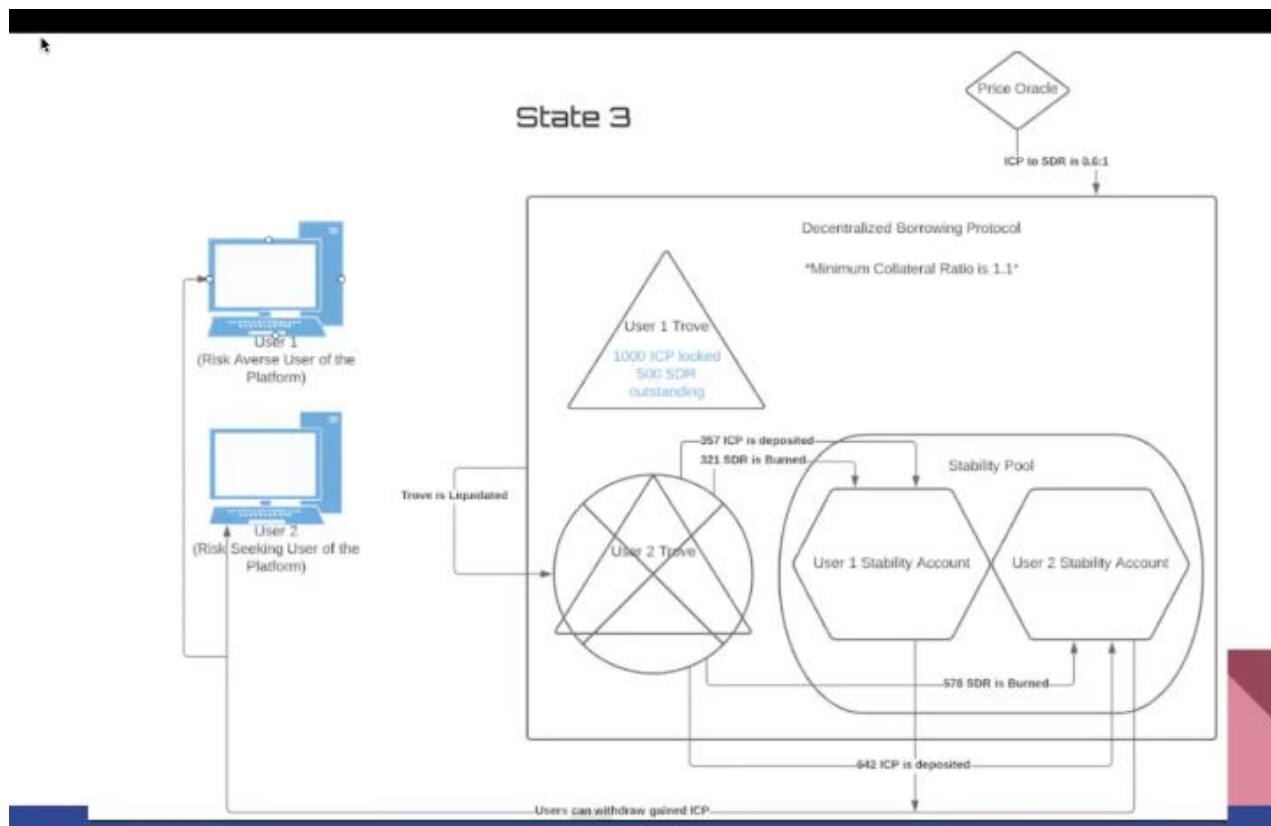 Price Oracle
State 3
ICP to SDR is 0.6:1
Decentralized Borrowing Protocol
*Minimum Collateral Ratio is 1.1*
User 1 Trove
1000 ICP locked
500 SDR
outstanding
User 1
(Risk Averse User of the
Platform)
357 ICP is deposited
321 SDR is Burned
Stability Pool
Trove is Liquidated
User 2
(Risk Seeking User of the
Platform)
User 2 Trove
User 1 Stability Account
User 2 Stability Account
578 SDR is Burned
642 ICP is deposited
Users can withdraw gained ICP